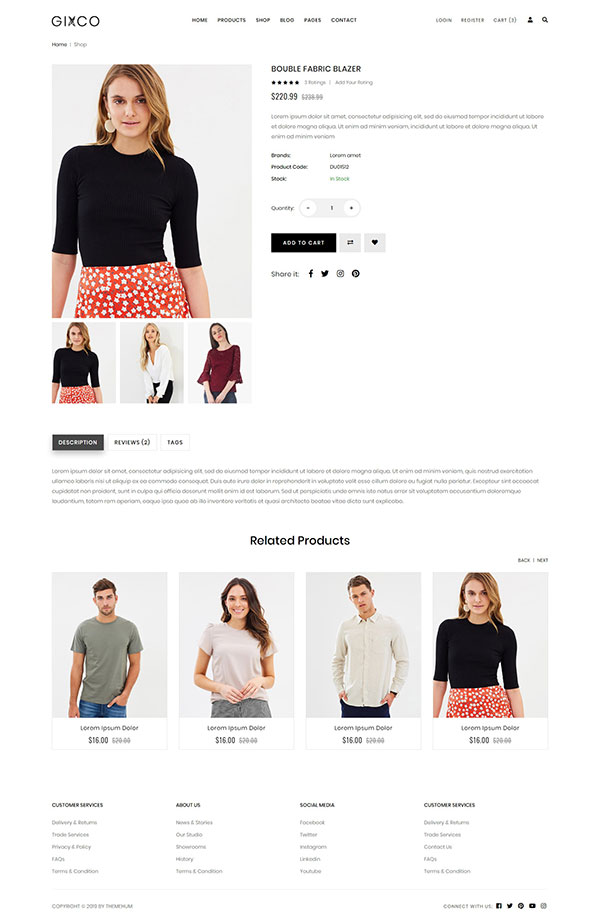 GIXCO
HOME PRODUCTS SHOP BLOG PAGES CONTACT
LOGIN REGISTER CART (3)
Home | Shop
BOUBLE FABRIC BLAZER
3 Ratings | Add Your Rating
$220.99 $239.99
Lorem ipsum dolor sit amet, consectetur adipisicing elit, sed do eiusmod tempor incididunt ut labore
et dolore magna aliqua. Ut enim ad minim veniam, incididunt ut labore et dolore magna aliqua. Ut
enim ad minim veniam
Brands: Lorem amet
Product Code: DU01512
Stock: In Stock
Quantity: - 1 +
ADD TO CART
Share it:
DESCRIPTION REVIEWS (2) TAGS
Lorem ipsum dolor sit amet, consectetur adipisicing elit, sed do eiusmod tempor incididunt ut labore et dolore magna aliqua. Ut enim ad minim veniam, quis nostrud exercitation
ullamco laboris nisi ut aliquip ex ea commodo consequat. Duis aute irure dolor in reprehenderit in voluptate velit esse cillum dolore eu fugiat nulla pariatur. Excepteur sint occaecat
cupidatat non proident, sunt in culpa qui officia deserunt mollit anim id est laborum. Sed ut perspiciatis unde omnis iste natus error sit voluptatem accusantium doloremque
laudantium, totam rem aperiam, eaque ipsa quae ab illo inventore veritatis et quasi architecto beatae vitae dicta sunt explicabo.
Related Products
BACK | NEXT
Lorem Ipsum Dolor
$16.00 $20.00
Lorem Ipsum Dolor
$16.00 $20.00
Lorem Ipsum Dolor
$16.00 $20.00
Lorem Ipsum Dolor
$16.00 $20.00
CUSTOMER SERVICES
Delivery & Returns
Trade Services
Privacy & Policy
FAQs
Terms & Condition
ABOUT US
News & Stories
Our Studio
Showrooms
History
Terms & Condition
SOCIAL MEDIA
Facebook
Twitter
Instagram
Linkedin
Youtube
CUSTOMER SERVICES
Delivery & Returns
Trade Services
Contact Us
FAQs
Terms & Condition
COPYRIGHT © 2019 BY THEMEHUM.
CONNECT WITH US: